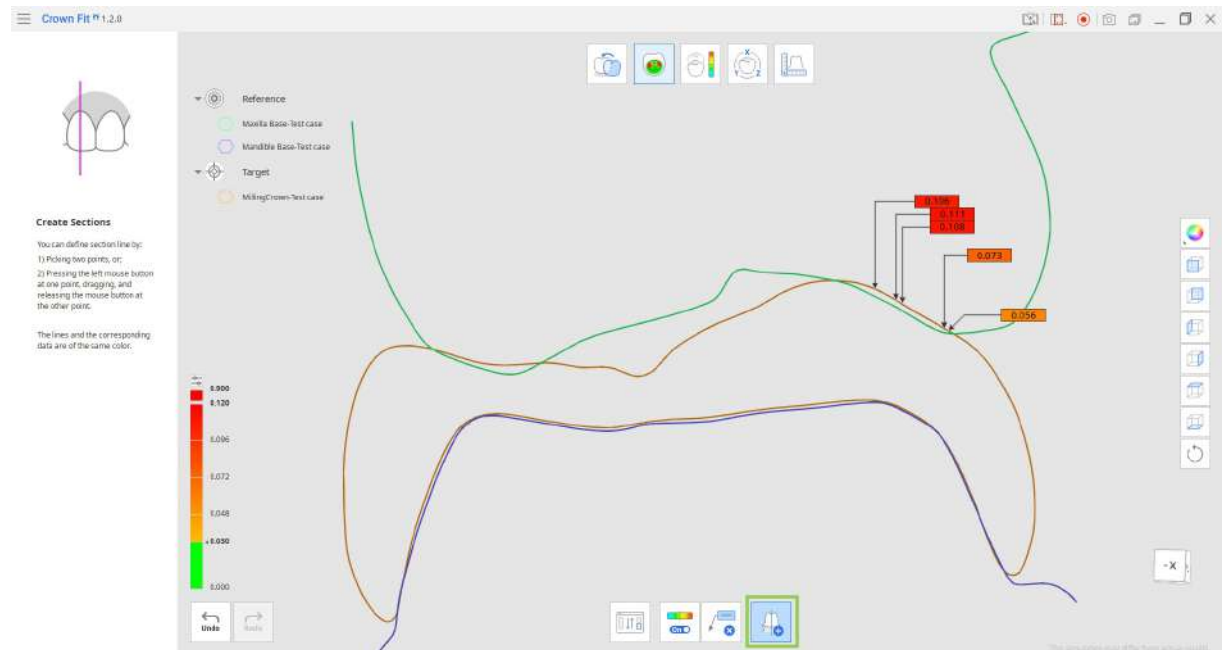 Crown Fit 1.2.0
Create Sections
You can define section line by:
1) Picking two points, or;
2) Pressing the left mouse button
at one point, dragging, and
releasing the mouse button at
the other point.
The lines and the corresponding
data are of the same color.
Reference
Maxilla Base-Test case
Mandible Base-Test case
Target
MillingCrown-Test case
0.106
0.111
0.108
0.073
0.056
0.120
0.096
0.072
0.048
0.000
Undo
Redo
On
X
Y
Z
-X